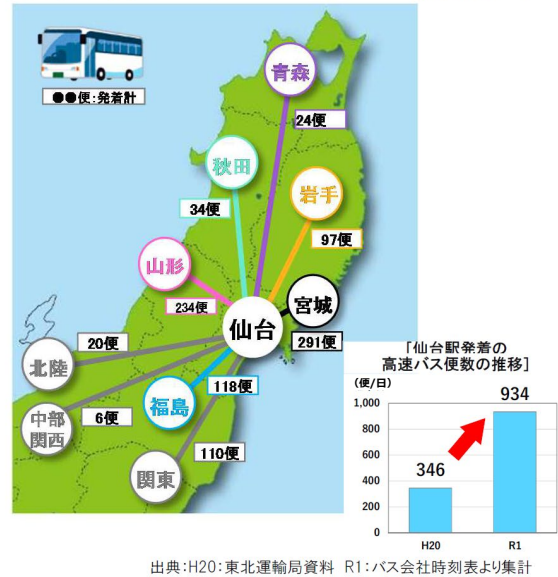 ●●便:発着計
青森
24便
秋田
34便
岩手
97便
山形
234便
宮城
仙台
291便
北陸
20便
中部
関西
6便
福島
118便
関東
110便
[仙台駅発着の
高速バス便数の推移]
(便/日)
1,000
800
600
400
200
0
346
934
H20
R1
出典:H20:東北運輸局資料 R1:バス会社時刻表より集計